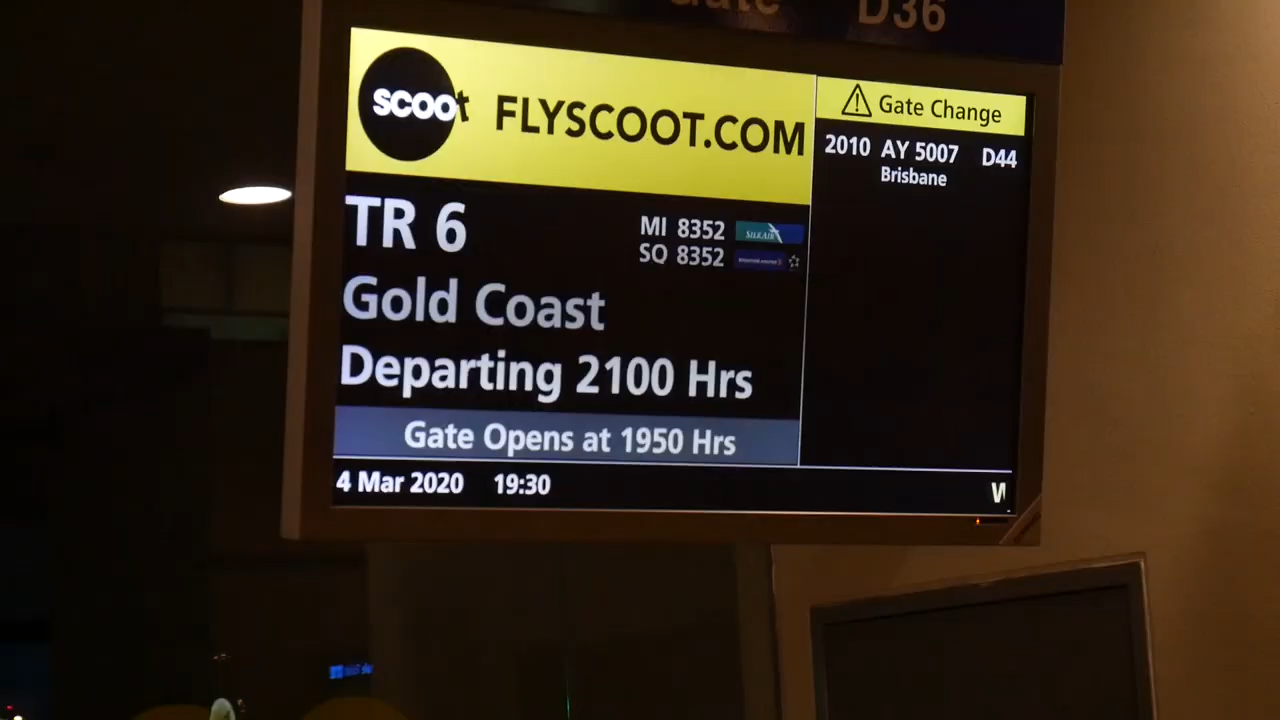 Gate D36
scoot FLYSCOOT.COM
Gate Change
2010 AY 5007 D44
Brisbane
TR 6
MI 8352 SILKAIR
SQ 8352
Gold Coast
Departing 2100 Hrs
Gate Opens at 1950 Hrs
4 Mar 2020 19:30